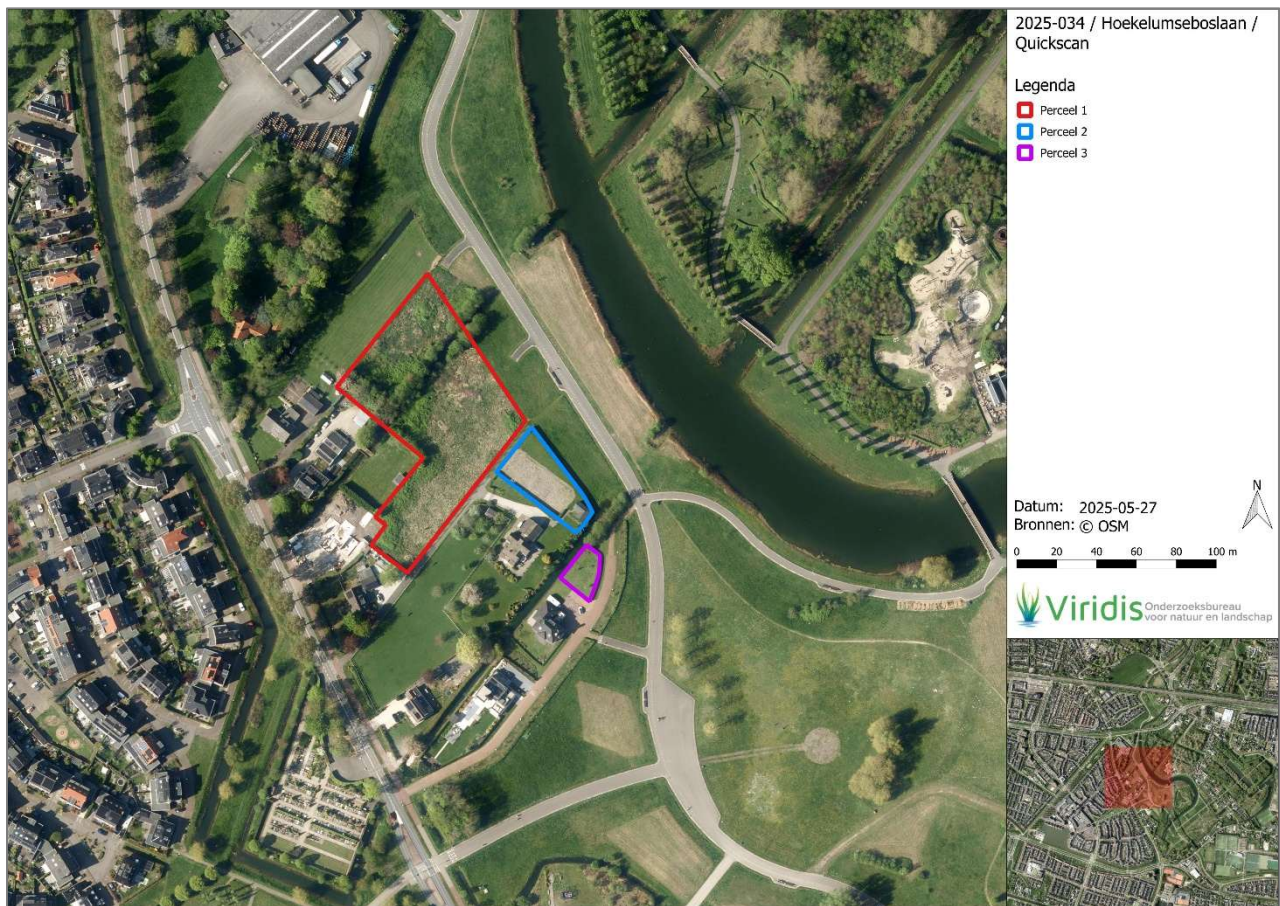 2025-034 / Hoekelumseboslaan /
Quickscan
Legenda
Perceel 1
Perceel 2
Perceel 3
N
Datum: 2025-05-27
Bronnen: © OSM
0 20 40 60 80 100 m
Viridis Onderzoeksbureau
voor natuur en landschap